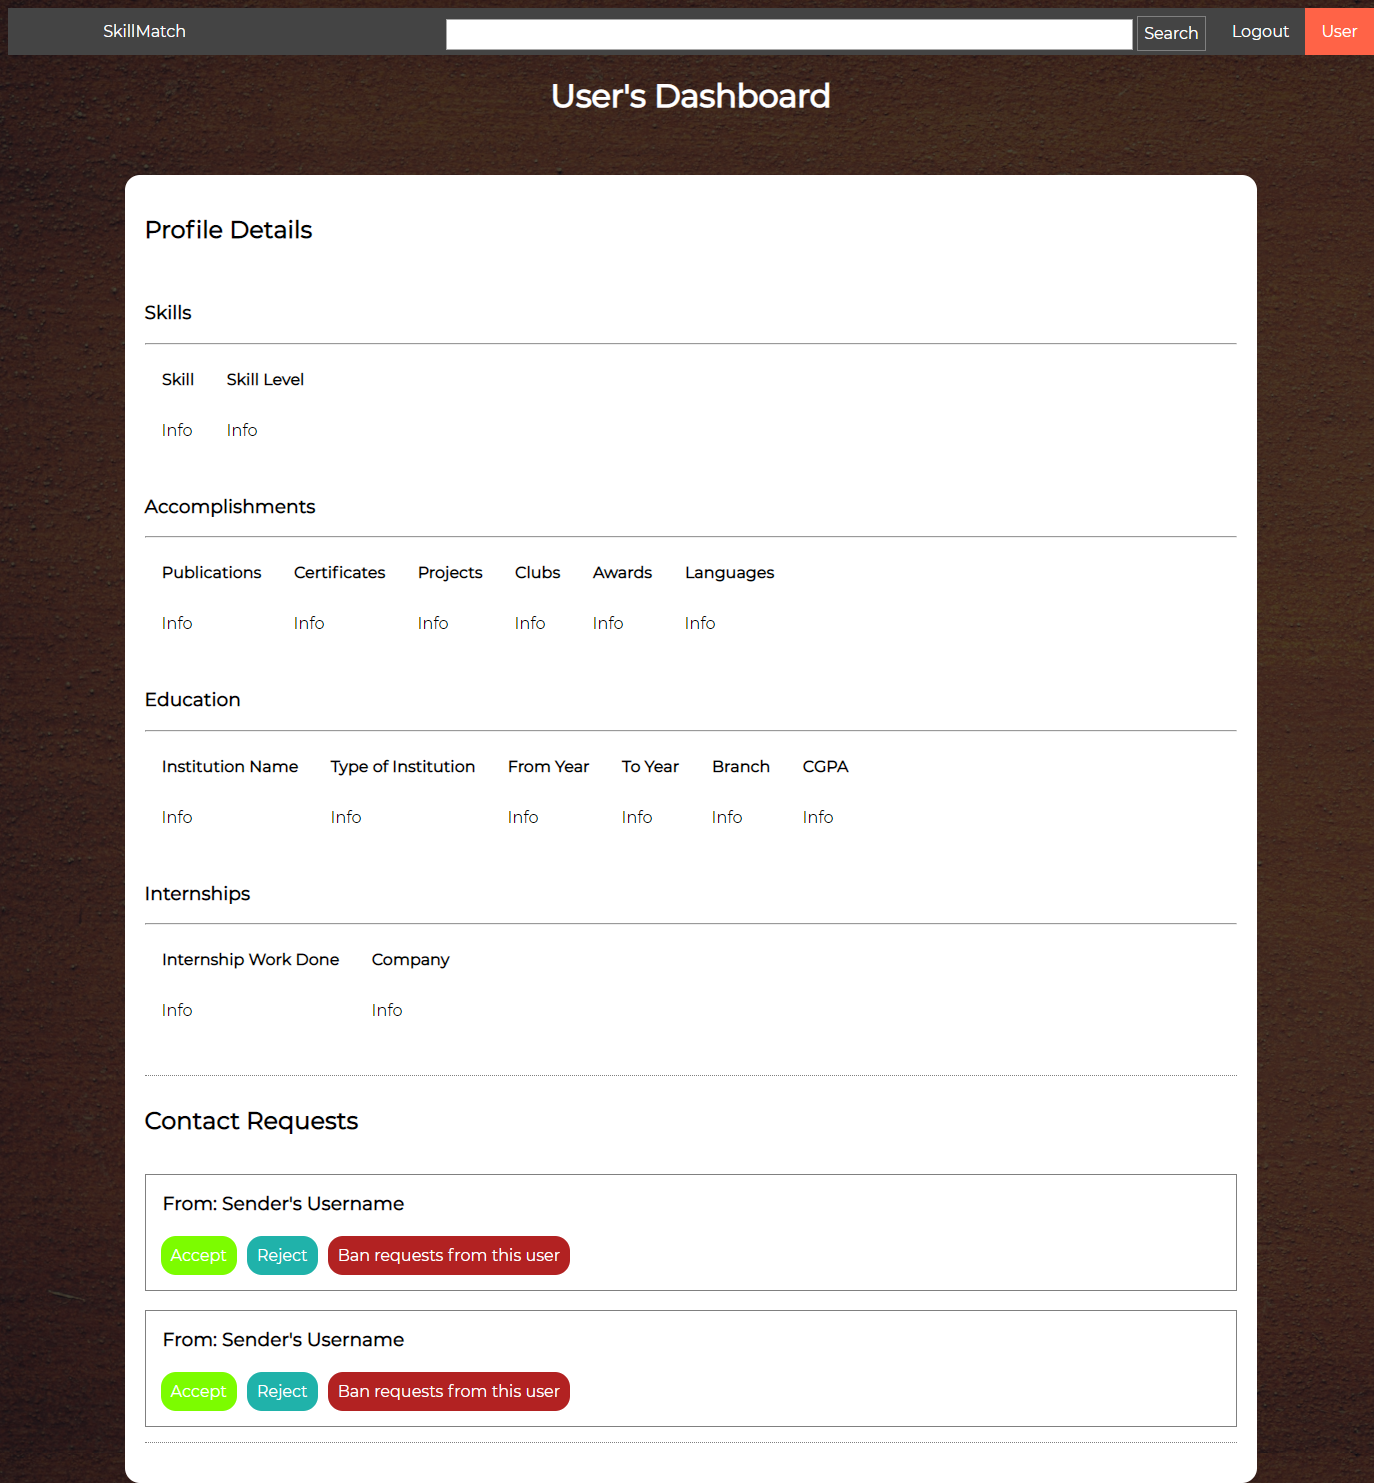 SkillMatch Search Logout User
User's Dashboard
Profile Details
Skills
Skill Skill Level
Info Info
Accomplishments
Publications Certificates Projects Clubs Awards Languages
Info Info Info Info Info Info
Education
Institution Name Type of Institution From Year To Year Branch CGPA
Info Info Info Info Info Info
Internships
Internship Work Done Company
Info Info
Contact Requests
From: Sender's Username
Accept Reject Ban requests from this user
From: Sender's Username
Accept Reject Ban requests from this user